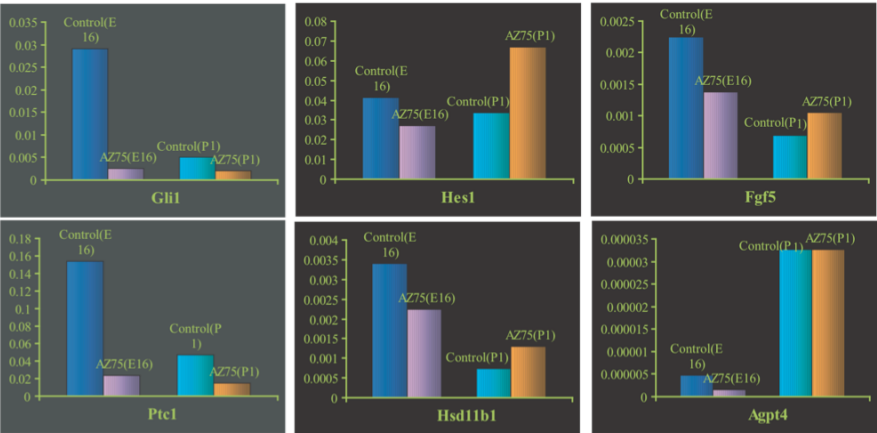 0.035
0.03
0.025
0.02
0.015
0.01
0.005
0
Control(E
16)
AZ75(E16)
Control(P1)
AZ75(P1)
Gli1
0.08
0.07
0.06
0.05
0.04
0.03
0.02
0.01
0
Control(E
16)
AZ75(E16)
Control(P1)
AZ75(P1)
Hes1
0.0025
0.002
0.0015
0.001
0.0005
0
Control(E
16)
AZ75(E16)
Control(P1)
AZ75(P1)
Fgf5
0.18
0.16
0.14
0.12
0.1
0.08
0.06
0.04
0.02
0
Control(E
16)
AZ75(E16)
Control(P
1)
AZ75(P1)
Ptc1
0.004
0.0035
0.003
0.0025
0.002
0.0015
0.001
0.0005
0
Control(E
16)
AZ75(E16)
Control(P1)
AZ75(P1)
Hsd11b1
0.000035
0.00003
0.000025
0.00002
0.000015
0.00001
0.000005
0
Control(E
16)
AZ75(E16)
Control(P1)
AZ75(P1)
Agpt4